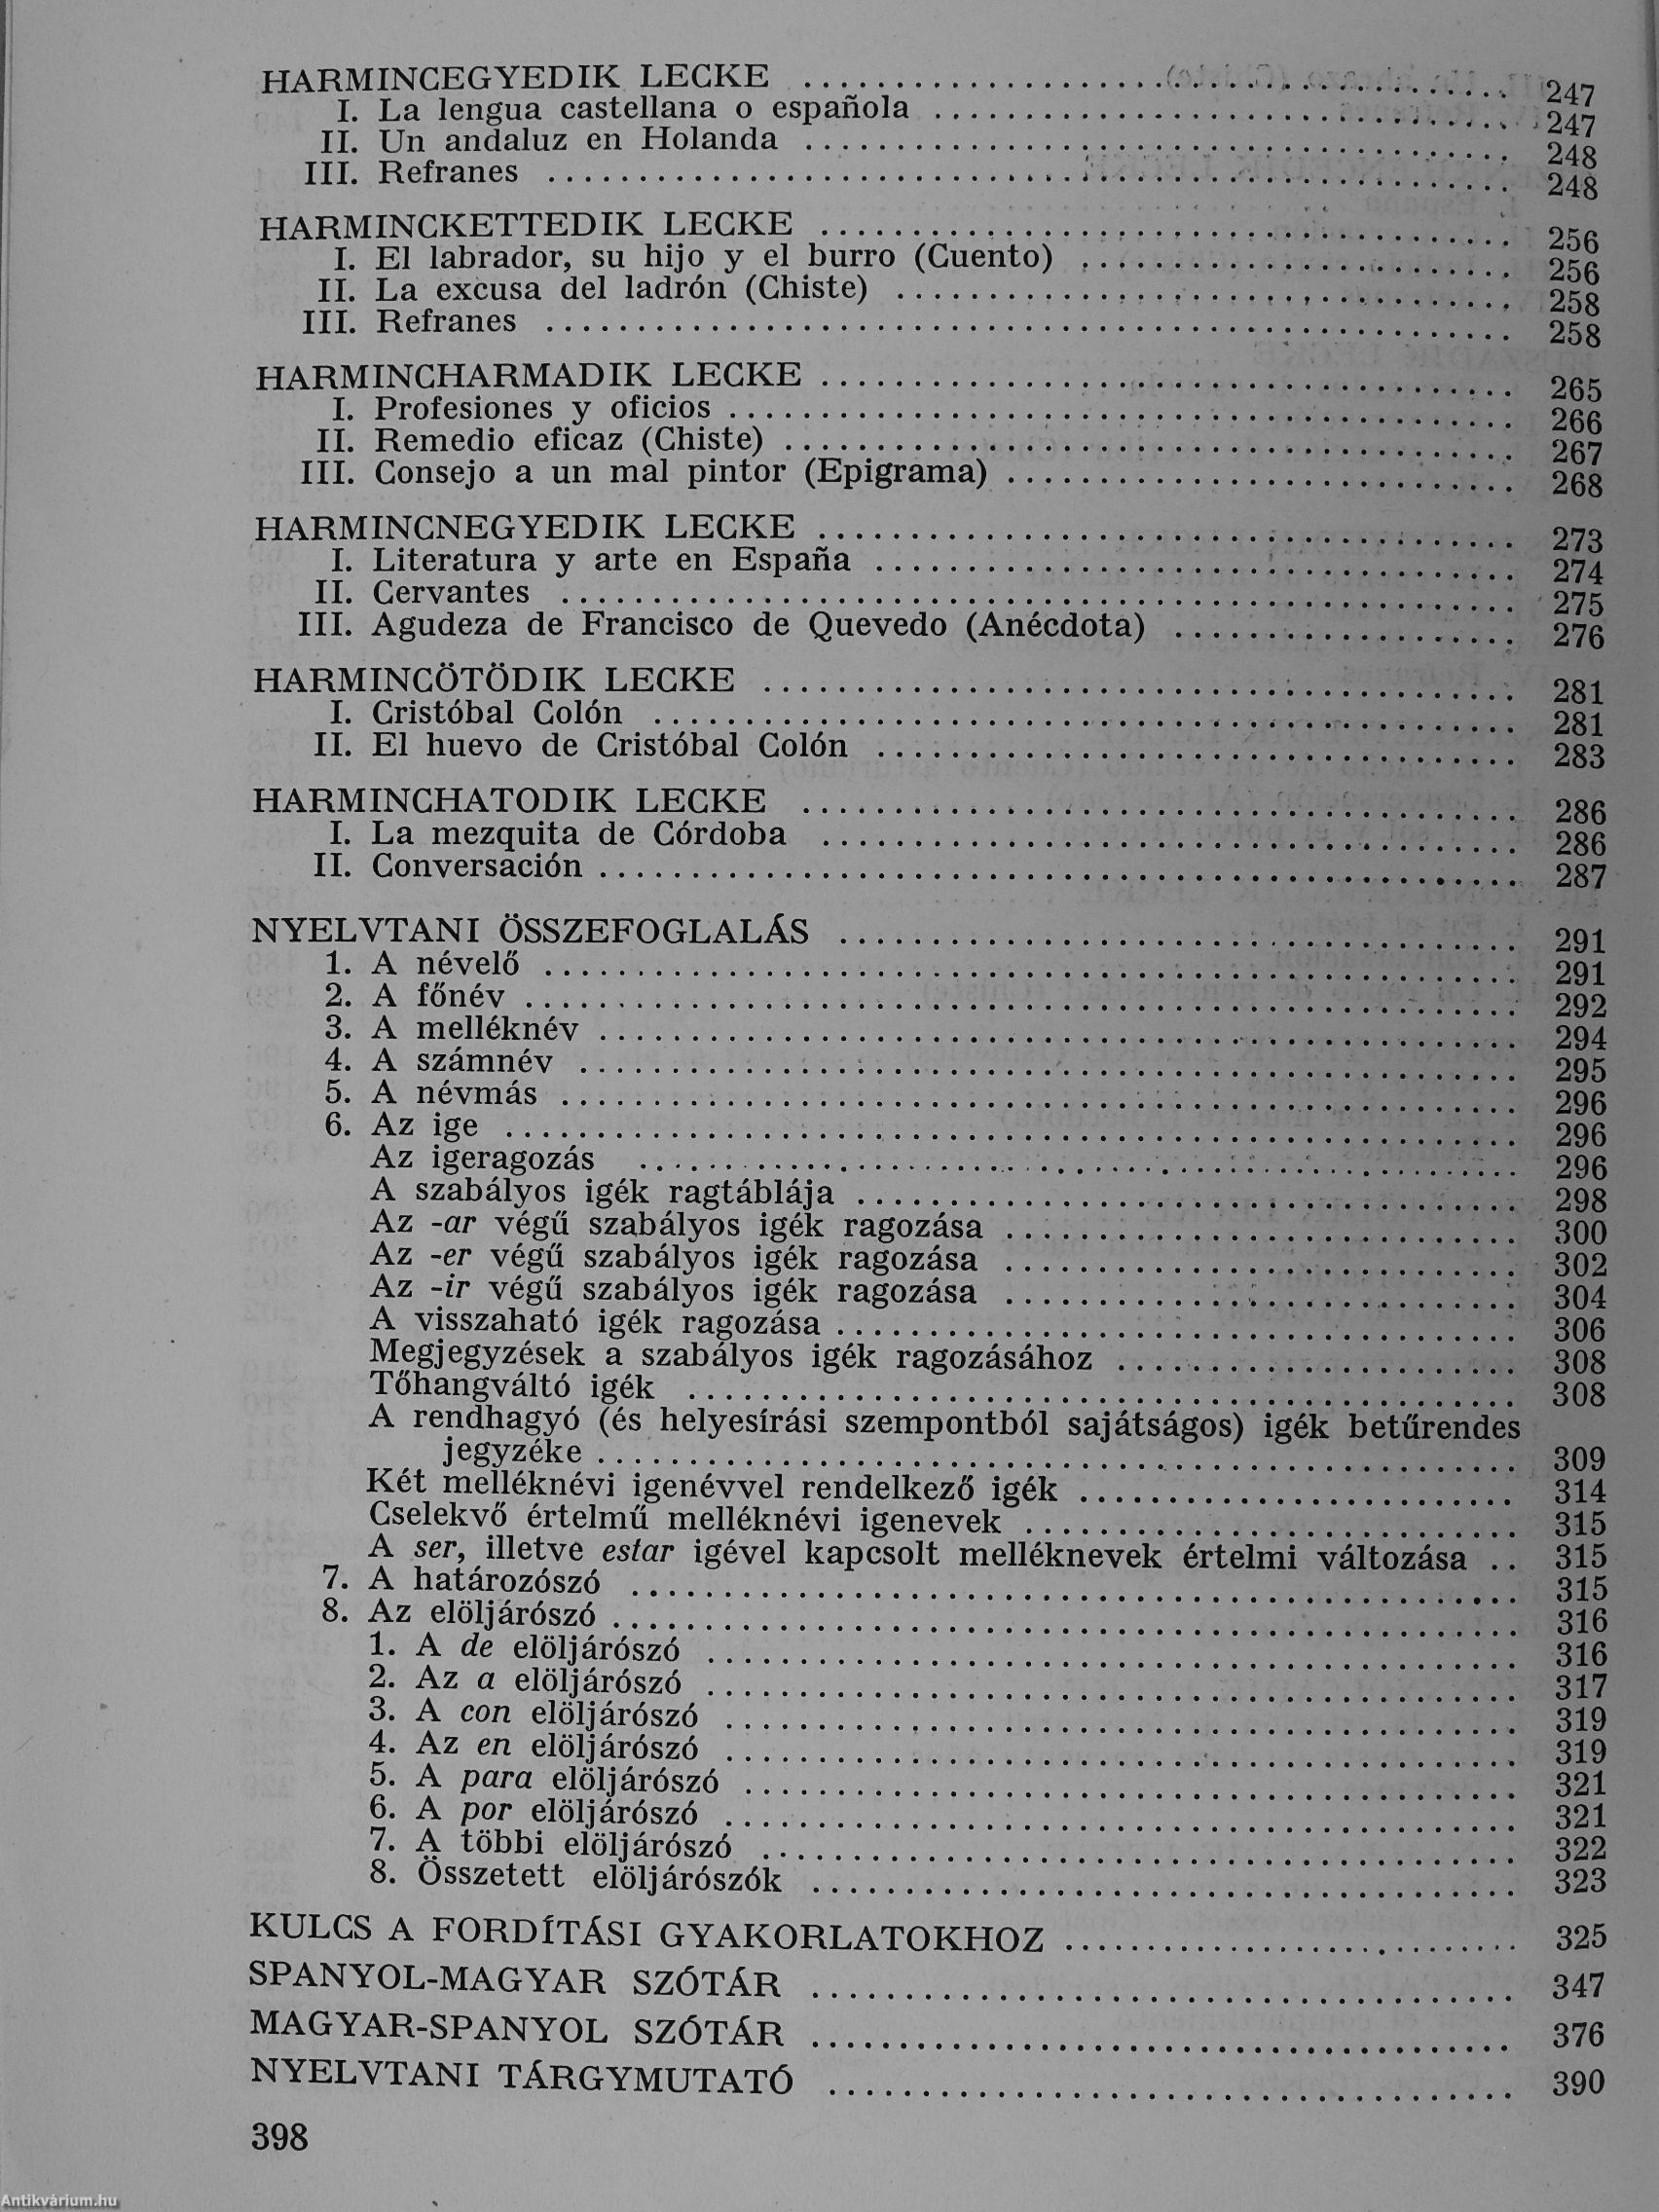 HARMINCEGYEDIK LECKE ........ 247
I. La lengua castellana o española ........ 247
II. Un andaluz en Holanda ........ 248
III. Refranes ........ 248
HARMINCKETTEDIK LECKE ........ 256
I. El labrador, su hijo y el burro (Cuento) ........ 256
II. La excusa del ladrón (Chiste) ........ 258
III. Refranes ........ 258
HARMINCHARMADIK LECKE ........ 265
I. Profesiones y oficios ........ 266
II. Remedio eficaz (Chiste) ........ 267
III. Consejo a un mal pintor (Epigrama) ........ 268
HARMINCNEGYEDIK LECKE ........ 273
I. Literatura y arte en España ........ 274
II. Cervantes ........ 275
III. Agudeza de Francisco de Quevedo (Anécdota) ........ 276
HARMINCÖTÖDIK LECKE ........ 281
I. Cristóbal Colón ........ 281
II. El huevo de Cristóbal Colón ........ 283
HARMINCHATODIK LECKE ........ 286
I. La mezquita de Córdoba ........ 286
II. Conversación ........ 287
NYELVTANI ÖSSZEFOGLALÁS ........ 291
1. A névelő ........ 291
2. A főnév ........ 292
3. A melléknév ........ 294
4. A számnév ........ 295
5. A névmás ........ 296
6. Az ige ........ 296
Az igeragozás ........ 296
A szabályos igék ragtáblája ........ 298
Az -ar végű szabályos igék ragozása ........ 300
Az -er végű szabályos igék ragozása ........ 302
Az -ir végű szabályos igék ragozása ........ 304
A visszaható igék ragozása ........ 306
Megjegyzések a szabályos igék ragozásához ........ 308
Tőhangváltó igék ........ 308
A rendhagyó (és helyesírási szempontból sajátságos) igék betűrendes
jegyzéke ........ 309
Két melléknévi igenévvel rendelkező igék ........ 314
Cselekvő értelmű melléknévi igenevek ........ 315
A ser, illetve estar igével kapcsolt melléknevek értelmi változása .. 315
7. A határozószó ........ 315
8. Az elöljárószó ........ 316
1. A de elöljárószó ........ 316
2. Az a elöljárószó ........ 317
3. A con elöljárószó ........ 319
4. Az en elöljárószó ........ 319
5. A para elöljárószó ........ 321
6. A por elöljárószó ........ 321
7. A többi elöljárószó ........ 322
8. Összetett elöljárószók ........ 323
KULCS A FORDÍTÁSI GYAKORLATOKHOZ ........ 325
SPANYOL-MAGYAR SZÓTÁR ........ 347
MAGYAR-SPANYOL SZÓTÁR ........ 376
NYELVTANI TÁRGYMUTATÓ ........ 390
398
Antikvárium.hu